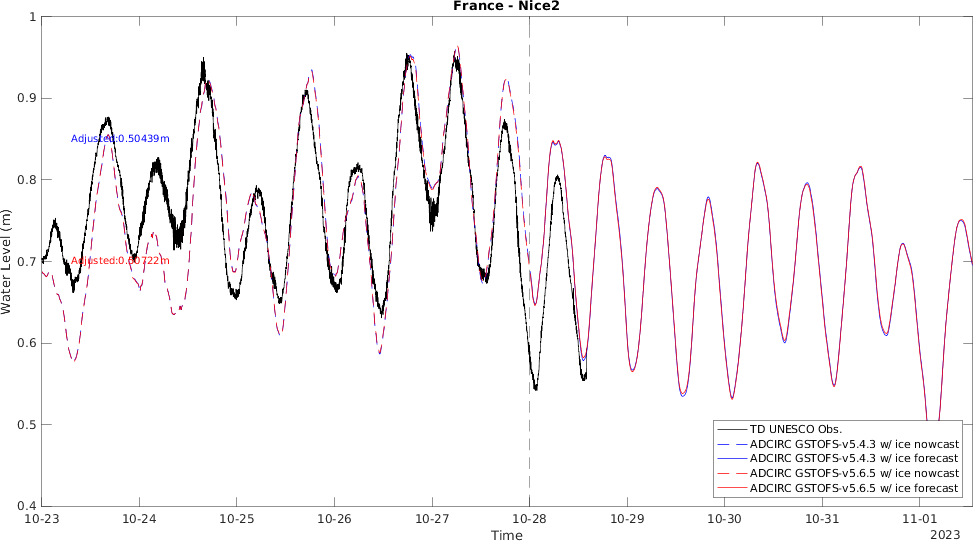 France - Nice2
Water Level (m)
1
0.9
0.8
0.7
0.6
0.5
0.4
Adjusted:0.50439m
Adjusted:0.50722m
TD UNESCO Obs.
ADCIRC GSTOFS-v5.4.3 w/ ice nowcast
ADCIRC GSTOFS-v5.4.3 w/ ice forecast
ADCIRC GSTOFS-v5.6.5 w/ ice nowcast
ADCIRC GSTOFS-v5.6.5 w/ ice forecast
10-23 10-24 10-25 10-26 10-27 10-28 10-29 10-30 10-31 11-01
Time
2023